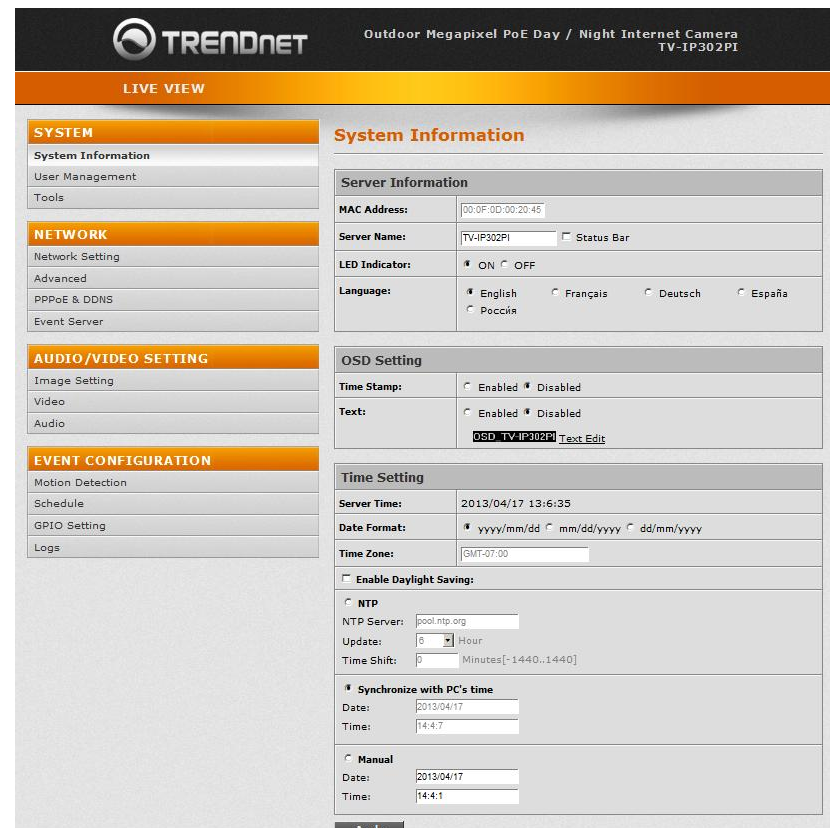 TRENDNET
Outdoor Megapixel PoE Day / Night Internet Camera
TV-IP302PI
LIVE VIEW
SYSTEM
System Information
User Management
Tools
NETWORK
Network Setting
Advanced
PPPoE & DDNS
Event Server
AUDIO/VIDEO SETTING
Image Setting
Video
Audio
EVENT CONFIGURATION
Motion Detection
Schedule
GPIO Setting
Logs
System Information
Server Information
MAC Address: 00:0F:0D:00:20:45
Server Name: TV-IP302PI Status Bar
LED Indicator: ON OFF
Language: English Français Deutsch España
Россия
OSD Setting
Time Stamp: Enabled Disabled
Text: Enabled Disabled
OSD_TV-IP302PI Text Edit
Time Setting
Server Time: 2013/04/17 13:6:35
Date Format: yyyy/mm/dd mm/dd/yyyy dd/mm/yyyy
Time Zone: GMT-07:00
Enable Daylight Saving:
NTP
NTP Server: pool.ntp.org
Update: 6 Hour
Time Shift: 0 Minutes[-1440..1440]
Synchronize with PC's time
Date: 2013/04/17
Time: 14:4:7
Manual
Date: 2013/04/17
Time: 14:4:1